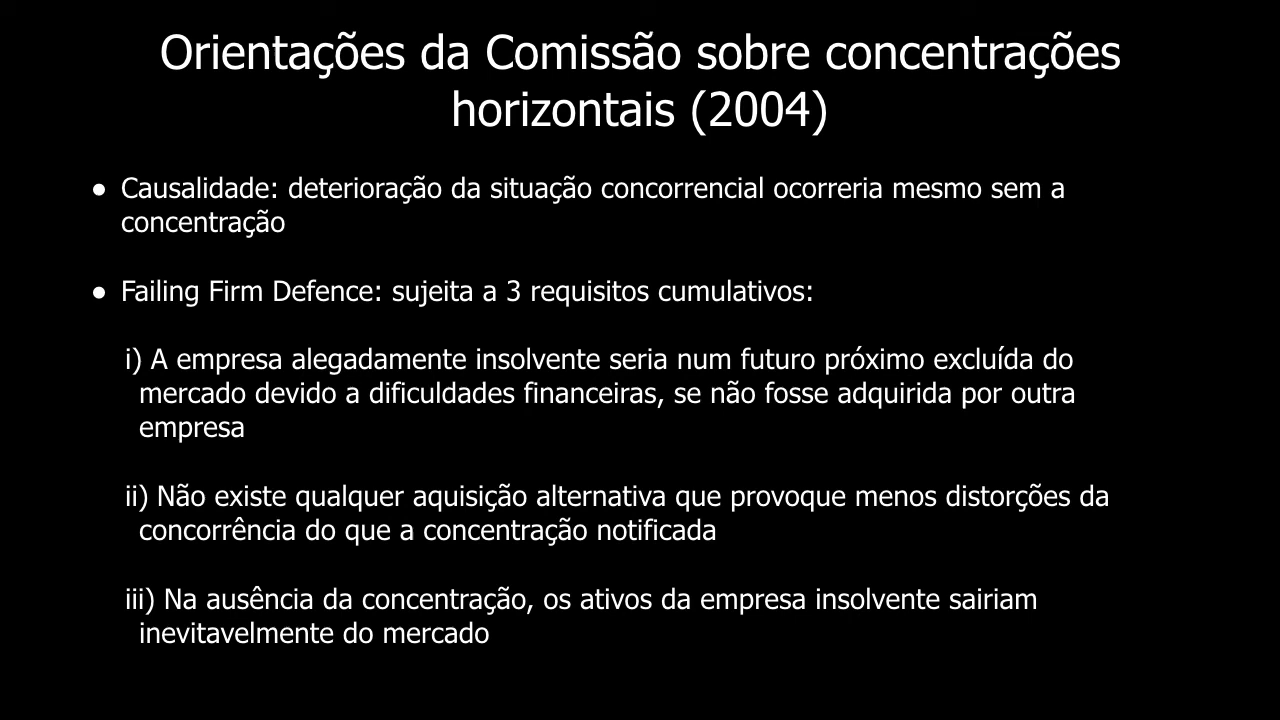 Orientações da Comissão sobre concentrações
horizontais (2004)
● Causalidade: deterioração da situação concorrencial ocorreria mesmo sem a
concentração
● Failing Firm Defence: sujeita a 3 requisitos cumulativos:
i) A empresa alegadamente insolvente seria num futuro próximo excluída do
mercado devido a dificuldades financeiras, se não fosse adquirida por outra
empresa
ii) Não existe qualquer aquisição alternativa que provoque menos distorções da
concorrência do que a concentração notificada
iii) Na ausência da concentração, os ativos da empresa insolvente sairiam
inevitavelmente do mercado